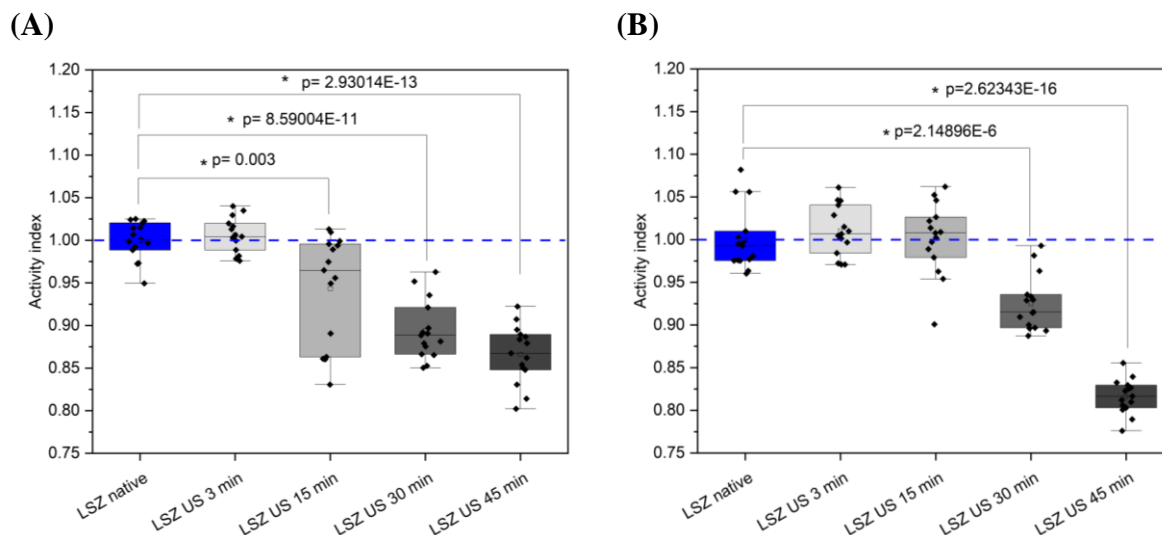 (A)
(B)
1.20
1.15
1.10
1.05
1.00
0.95
0.90
0.85
0.80
0.75
Activity index
* p= 2.93014E-13
* p= 8.59004E-11
* p= 0.003
LSZ native
LSZ US 3 min
LSZ US 15 min
LSZ US 30 min
LSZ US 45 min
1.20
1.15
1.10
1.05
1.00
0.95
0.90
0.85
0.80
0.75
Activity index
* p=2.62343E-16
* p=2.14896E-6
LSZ native
LSZ US 3 min
LSZ US 15 min
LSZ US 30 min
LSZ US 45 min